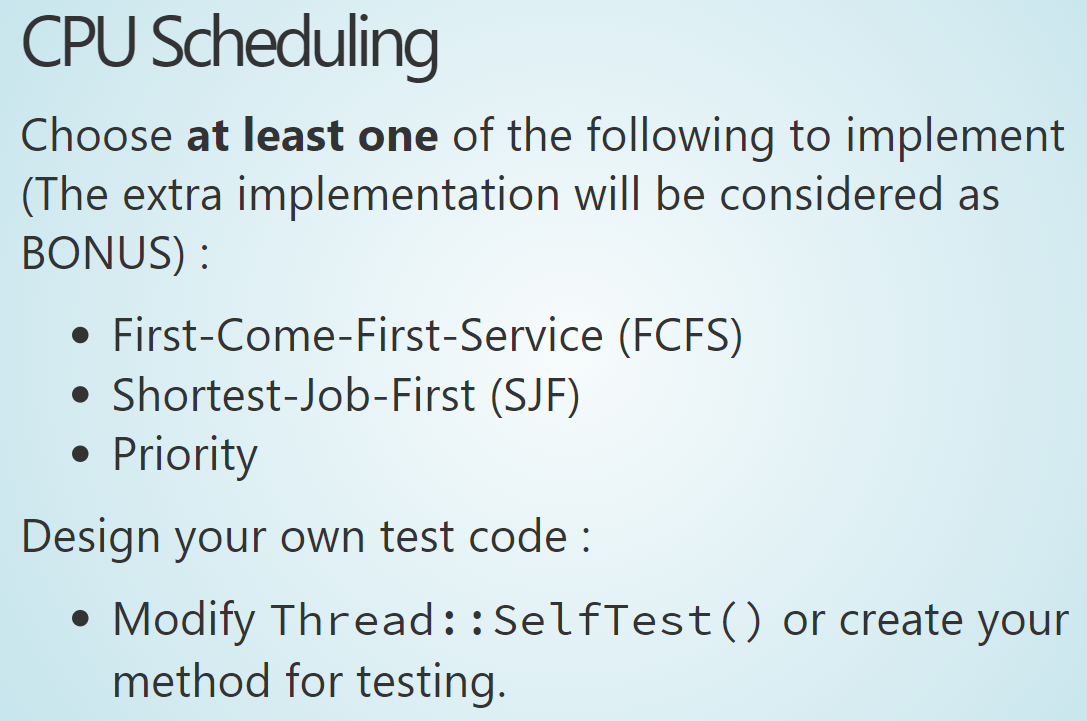 CPU Scheduling
Choose at least one of the following to implement
(The extra implementation will be considered as
BONUS) :
• First-Come-First-Service (FCFS)
• Shortest-Job-First (SJF)
• Priority
Design your own test code :
• Modify Thread::SelfTest() or create your
method for testing.